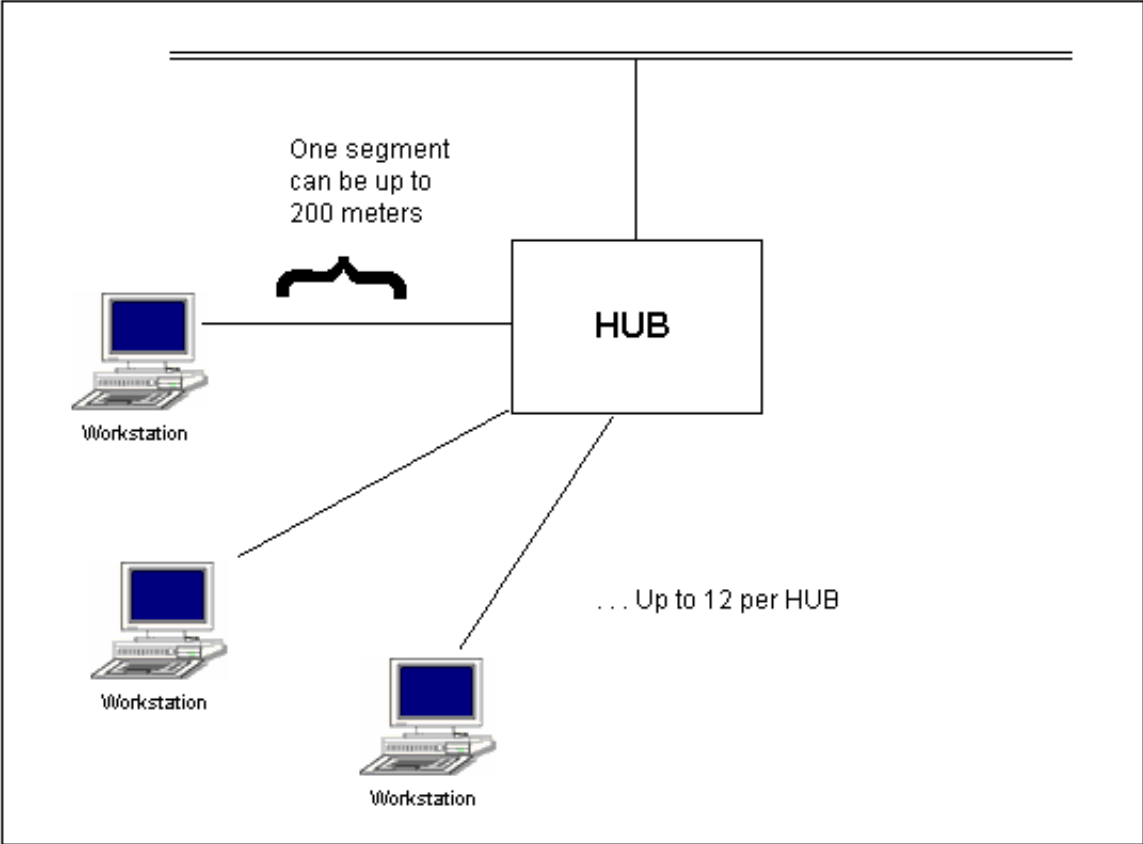 One segment
can be up to
200 meters
HUB
Workstation
. . . Up to 12 per HUB
Workstation
Workstation